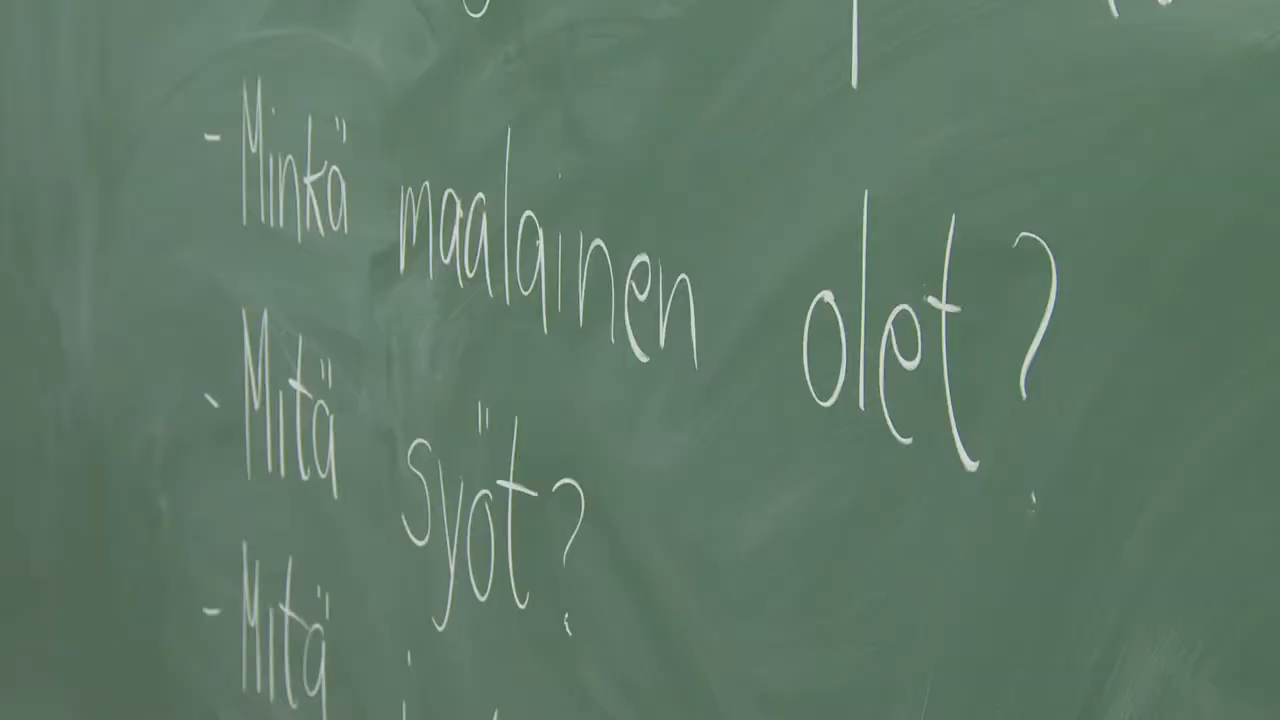 - Minkä maalainen olet?
- Mitä syöt?
- Mitä